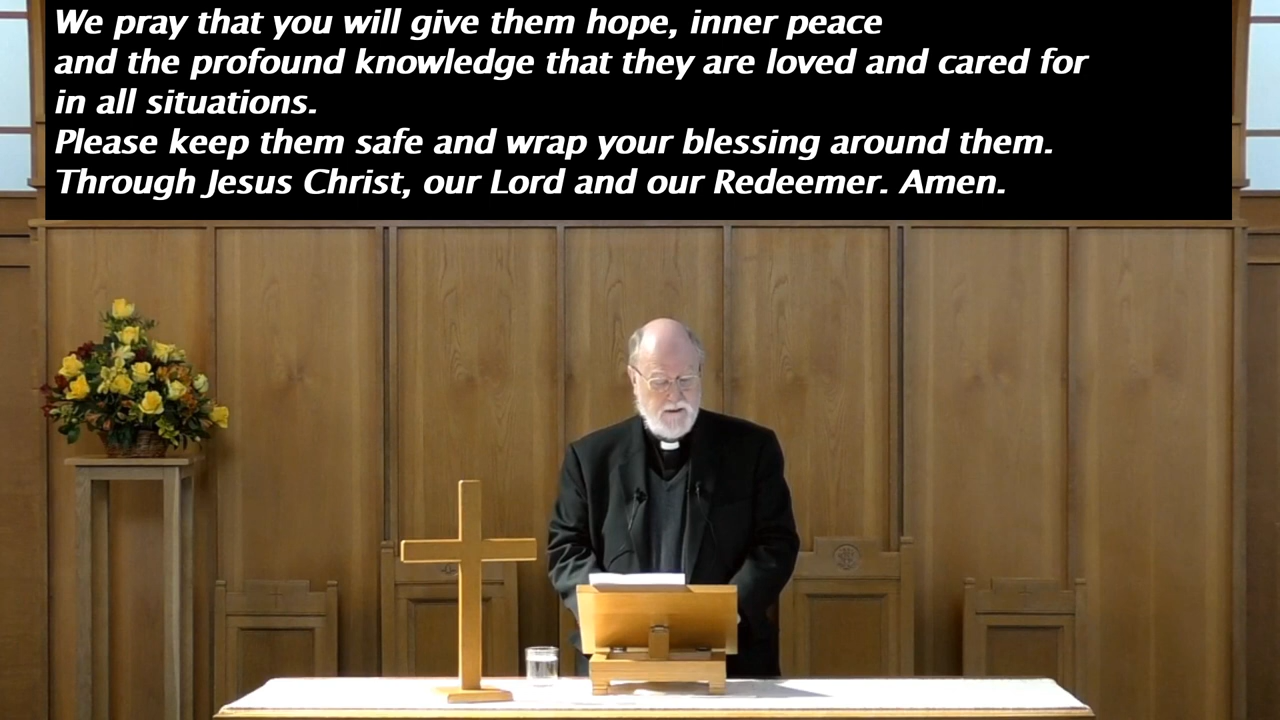 We pray that you will give them hope, inner peace
and the profound knowledge that they are loved and cared for
in all situations.
Please keep them safe and wrap your blessing around them.
Through Jesus Christ, our Lord and our Redeemer. Amen.